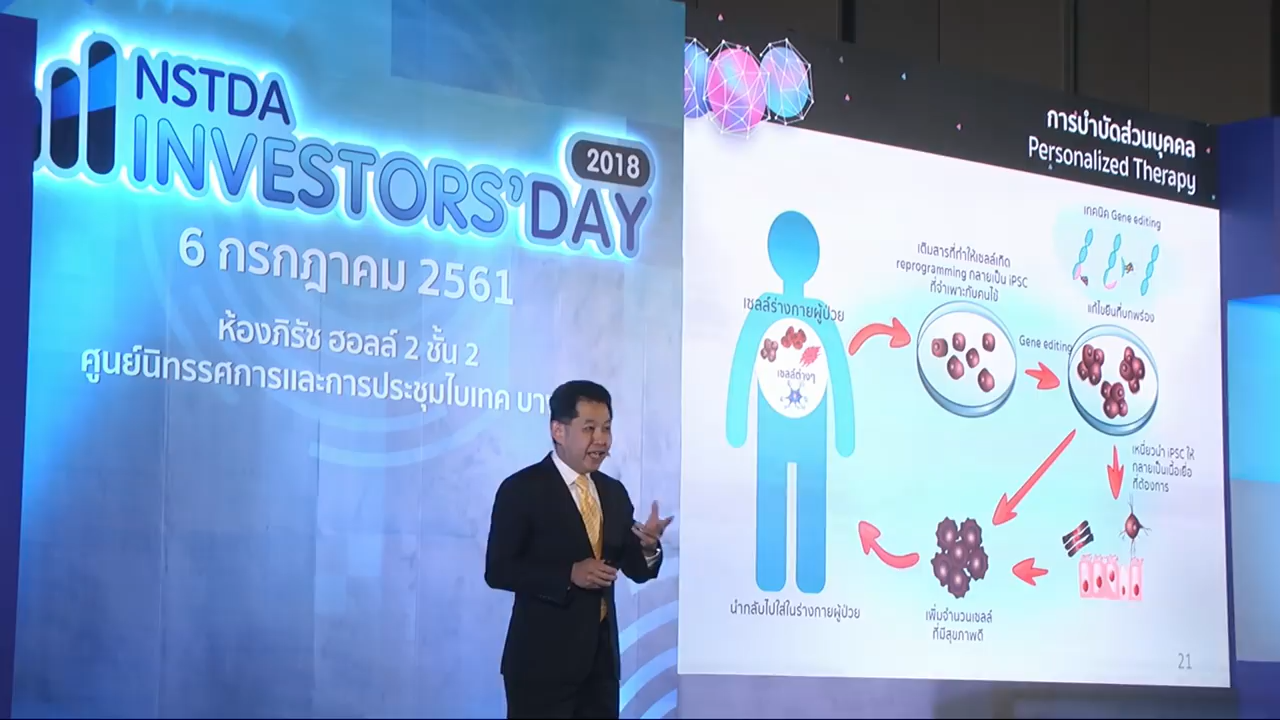 NSTDA
INVESTORS' DAY
2018
6 กรกฎาคม 2561
ห้องภิรัช ฮอลล์ 2 ชั้น 2
ศูนย์นิทรรศการและการประชุมไบเทค
การบำบัดส่วนบุคคล
Personalized Therapy
เทคนิค Gene editing
แก้ไขยีนที่บกพร่อง
เติมสารที่ทำให้เซลล์เกิด
reprogramming กลายเป็น iPSC
ที่จำเพาะกับคนไข้
เซลล์ร่างกายผู้ป่วย
เซลล์ต่างๆ
Gene editing
เหนี่ยวนำ iPSC ให้
กลายเป็นเนื้อเยื่อ
ที่ต้องการ
เพิ่มจำนวนเซลล์
ที่มีสุขภาพดี
นำกลับไปใส่ในร่างกายผู้ป่วย
21